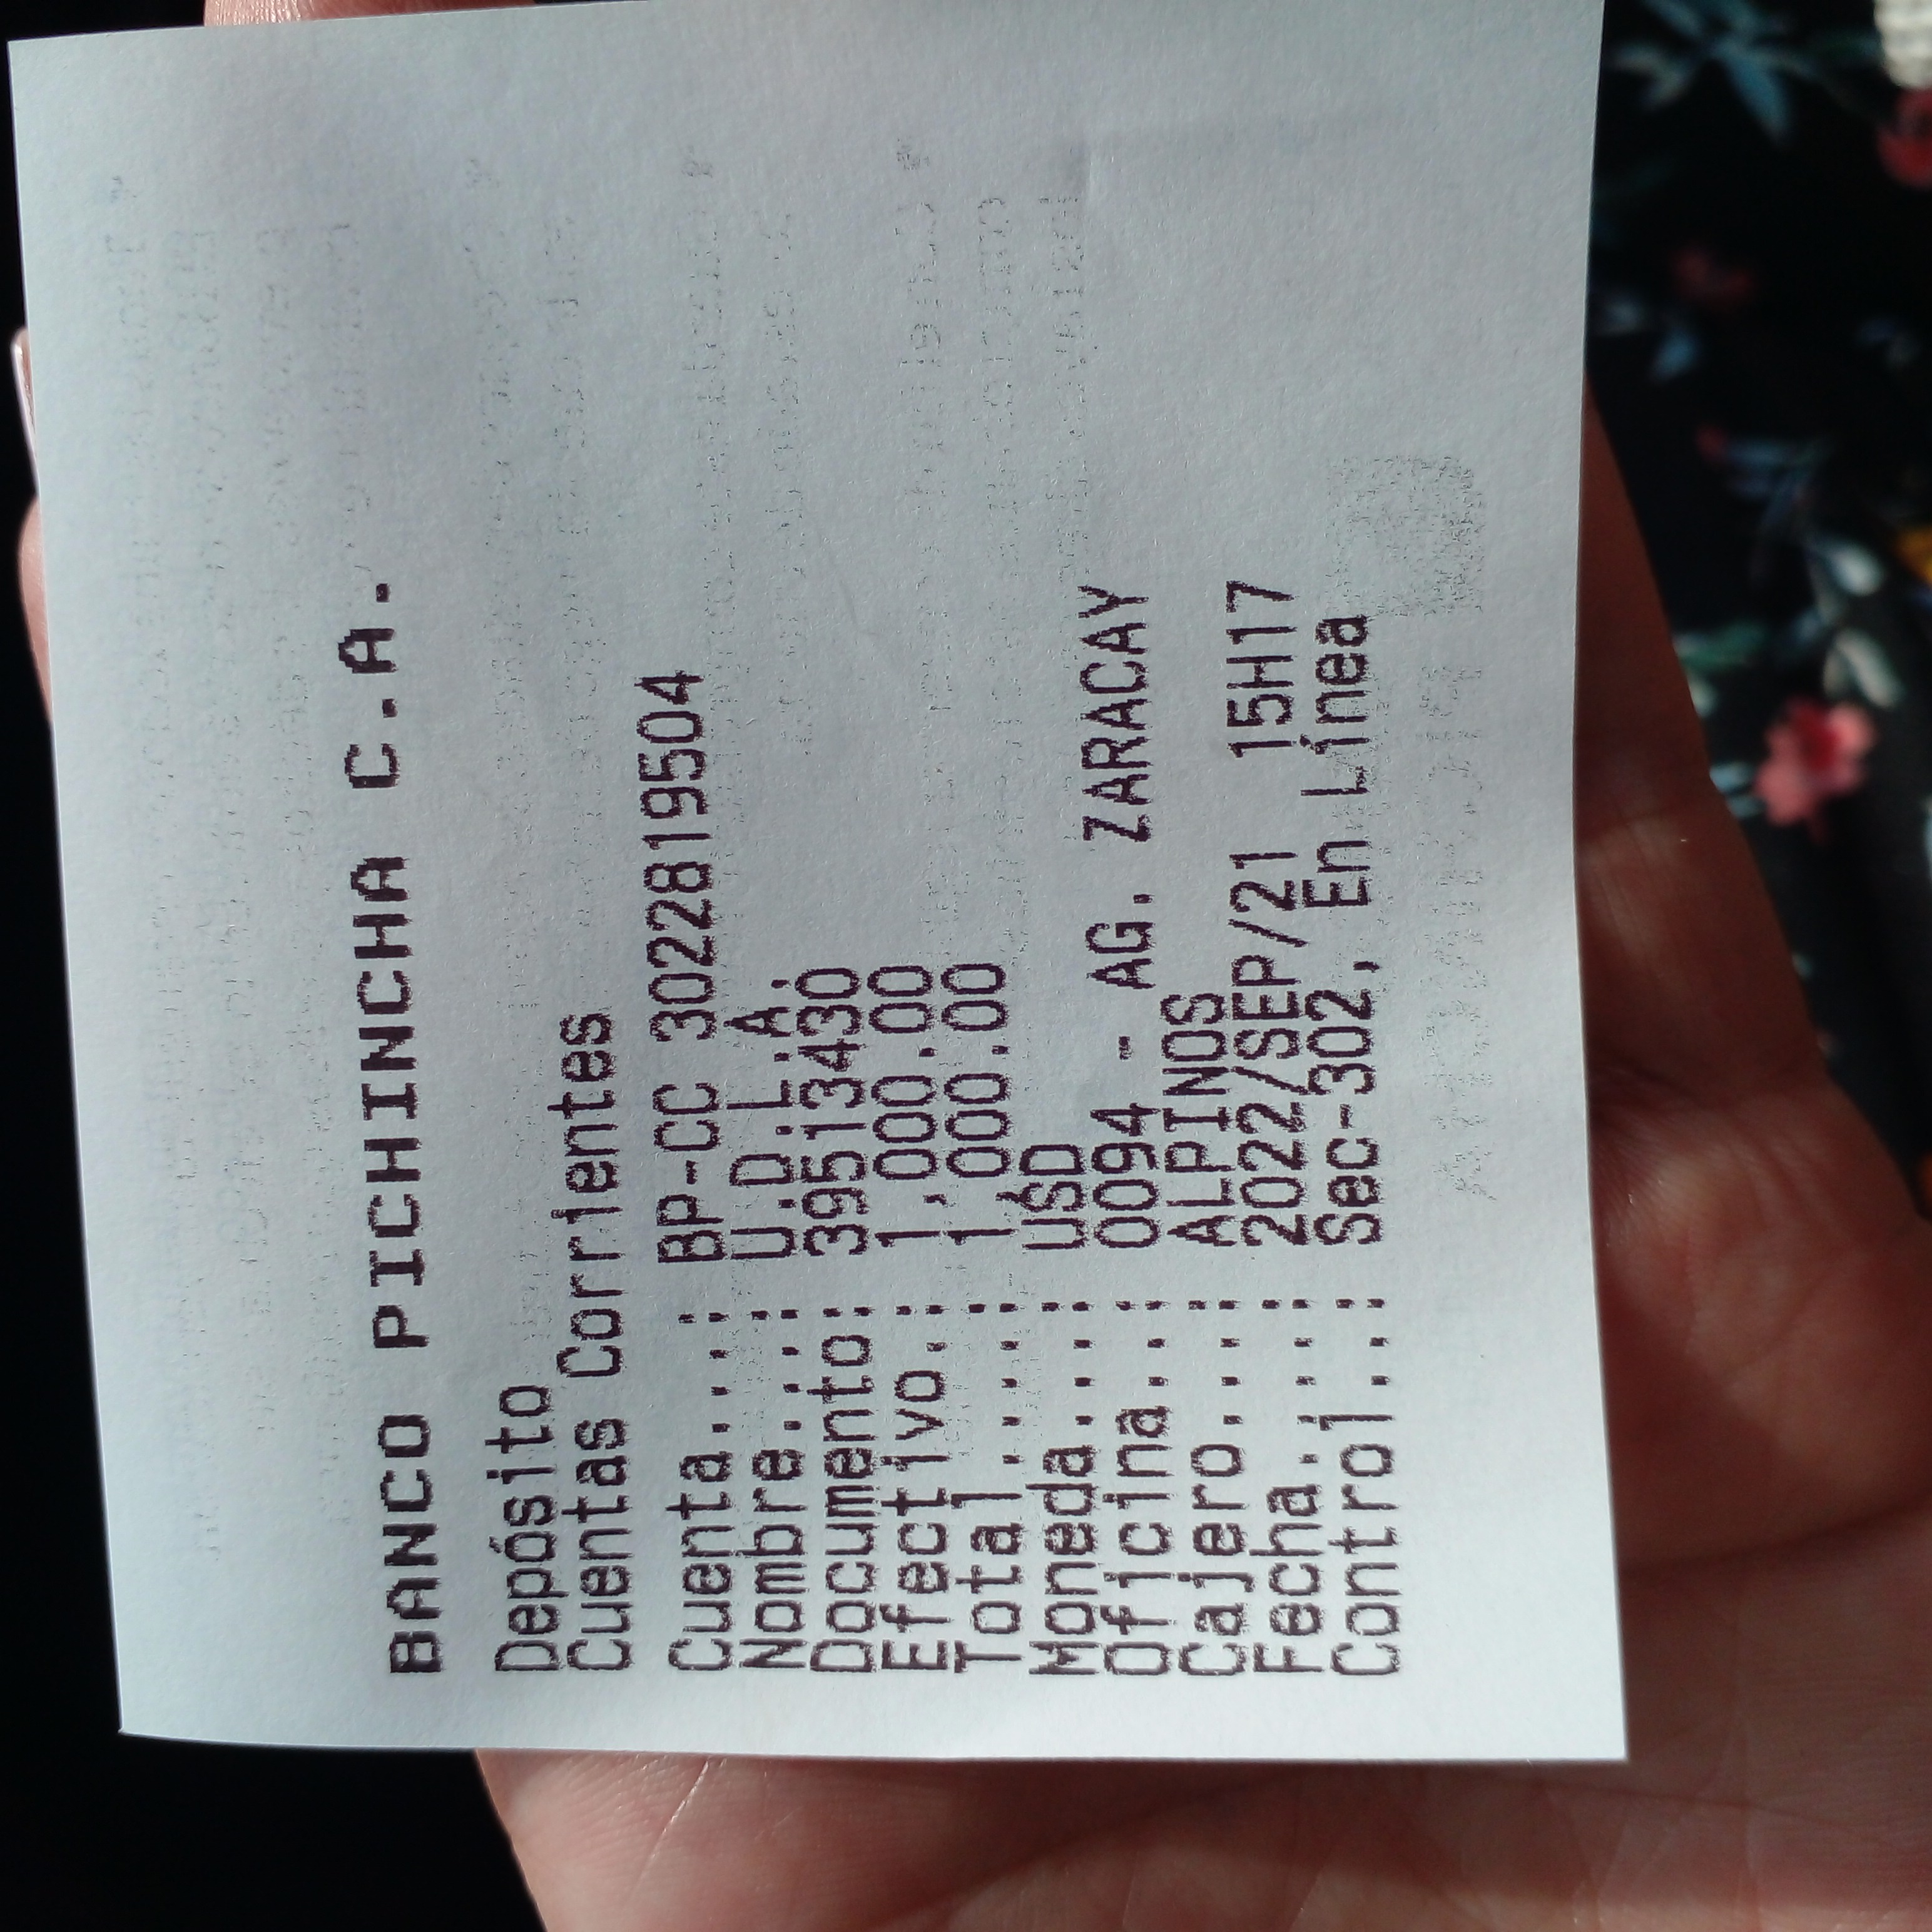 BANCO PICHINCHA C.A.
Depósito
Cuentas Corrientes
Cuenta...: BP-CC 3022819504
Nombre...: U.D.L.A.
Documento: 39513430
Efectivo.: 1,000.00
Total....: 1,000.00
Moneda...: USD
Oficina..: 0094 - AG. ZARACAY
Cajero...: ALPINOS
Fecha...: 2022/SEP/21 15H17
Control..: Sec-302, En Línea